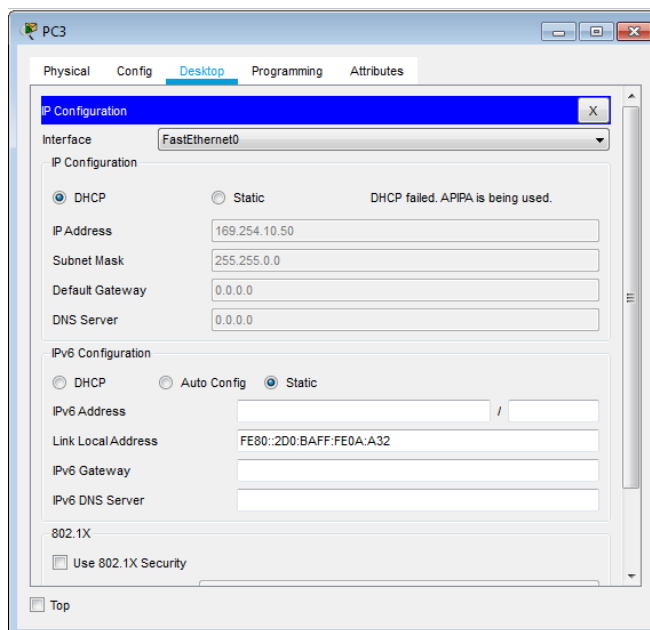 PC3
Physical Config Desktop Programming Attributes
IP Configuration X
Interface FastEthernet0
IP Configuration
DHCP Static DHCP failed. APIPA is being used.
IP Address 169.254.10.50
Subnet Mask 255.255.0.0
Default Gateway 0.0.0.0
DNS Server 0.0.0.0
IPv6 Configuration
DHCP Auto Config Static
IPv6 Address /
Link Local Address FE80::2D0:BAFF:FE0A:A32
IPv6 Gateway
IPv6 DNS Server
802.1X
Use 802.1X Security
Top